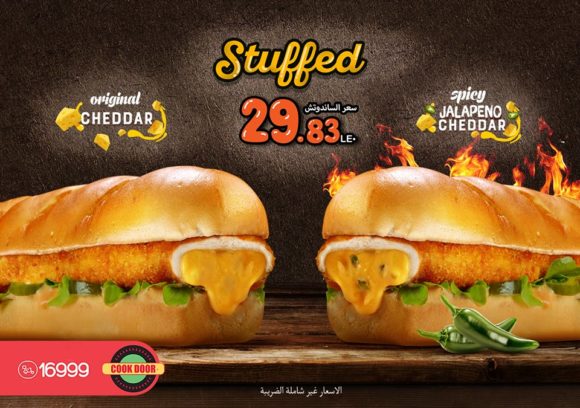 Stuffed
original
CHEDDAR
سعر الساندوتش
29.83 LE.
spicy
JALAPENO
CHEDDAR
16999
COOK DOOR
الاسعار غير شاملة الضريبة